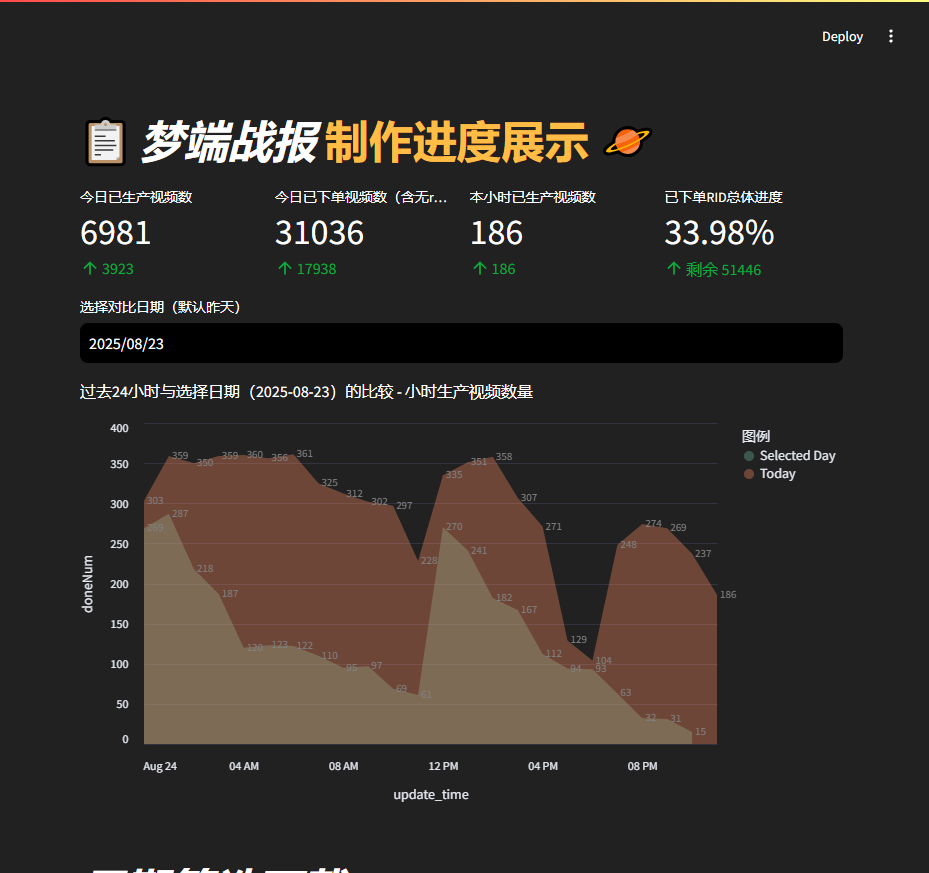 Deploy
梦端战报 制作进度展示
今日已生产视频数 今日已下单视频数（含无r... 本小时已生产视频数 已下单RID总体进度
6981 31036 186 33.98%
3923 17938 186 剩余 51446
选择对比日期（默认昨天）
2025/08/23
过去24小时与选择日期（2025-08-23）的比较 - 小时生产视频数量
图例
Selected Day
Today
doneNum
400
350
300
250
200
150
100
50
0
303 359 350 359 360 356 361 325 312 302 297 228 335 351 358 307 271 129 104 248 274 269 237 186
269 287 218 187 120 123 122 110 95 97 69 61 270 241 182 167 112 94 93 63 32 31 15
Aug 24 04 AM 08 AM 12 PM 04 PM 08 PM
update_time